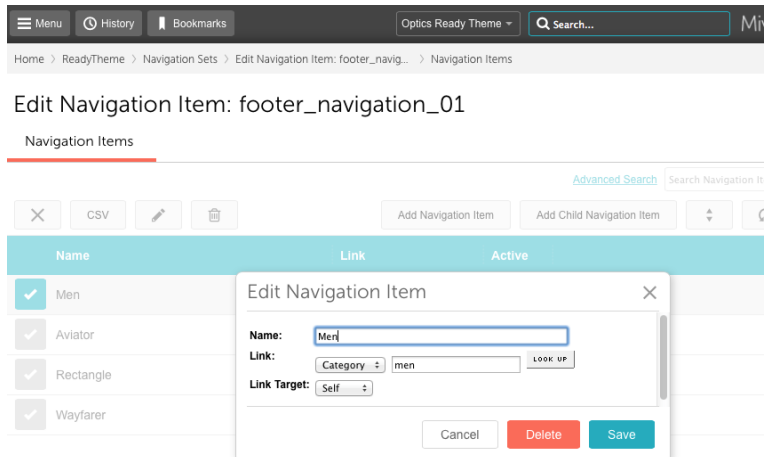 Menu History Bookmarks Optics Ready Theme Search...
Home > ReadyTheme > Navigation Sets > Edit Navigation Item: footer_navig... > Navigation Items
Edit Navigation Item: footer_navigation_01
Navigation Items
Advanced Search Search Navigation
CSV Add Navigation Item Add Child Navigation Item
Name Link Active
Men
Aviator
Rectangle
Wayfarer
Edit Navigation Item
Name: Men
Link: Category men LOOK UP
Link Target: Self
Cancel Delete Save